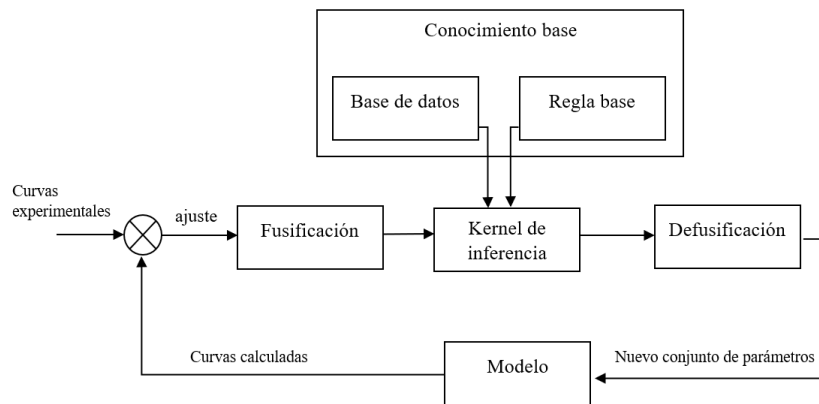 Conocimiento base
Base de datos
Regla base
Curvas
experimentales
ajuste
Fusificación
Kernel de
inferencia
Defusificación
Curvas calculadas
Modelo
Nuevo conjunto de parámetros